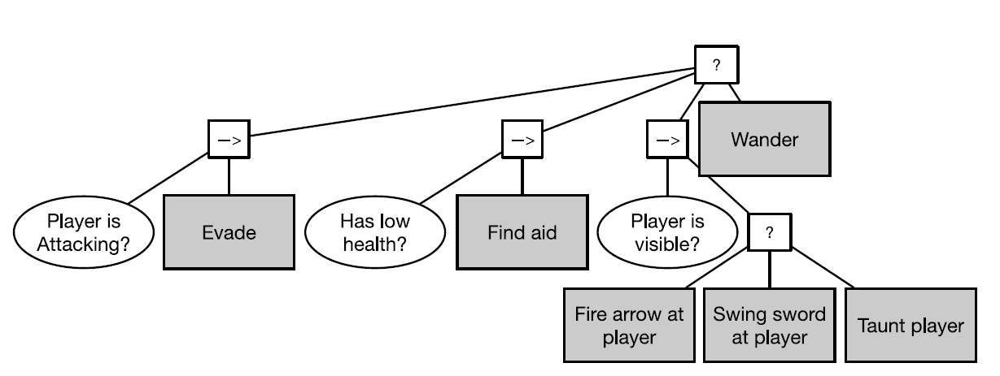 ?
—>
—>
—>
Wander
Player is
Attacking?
Evade
Has low
health?
Find aid
Player is
visible?
?
Fire arrow at
player
Swing sword
at player
Taunt player